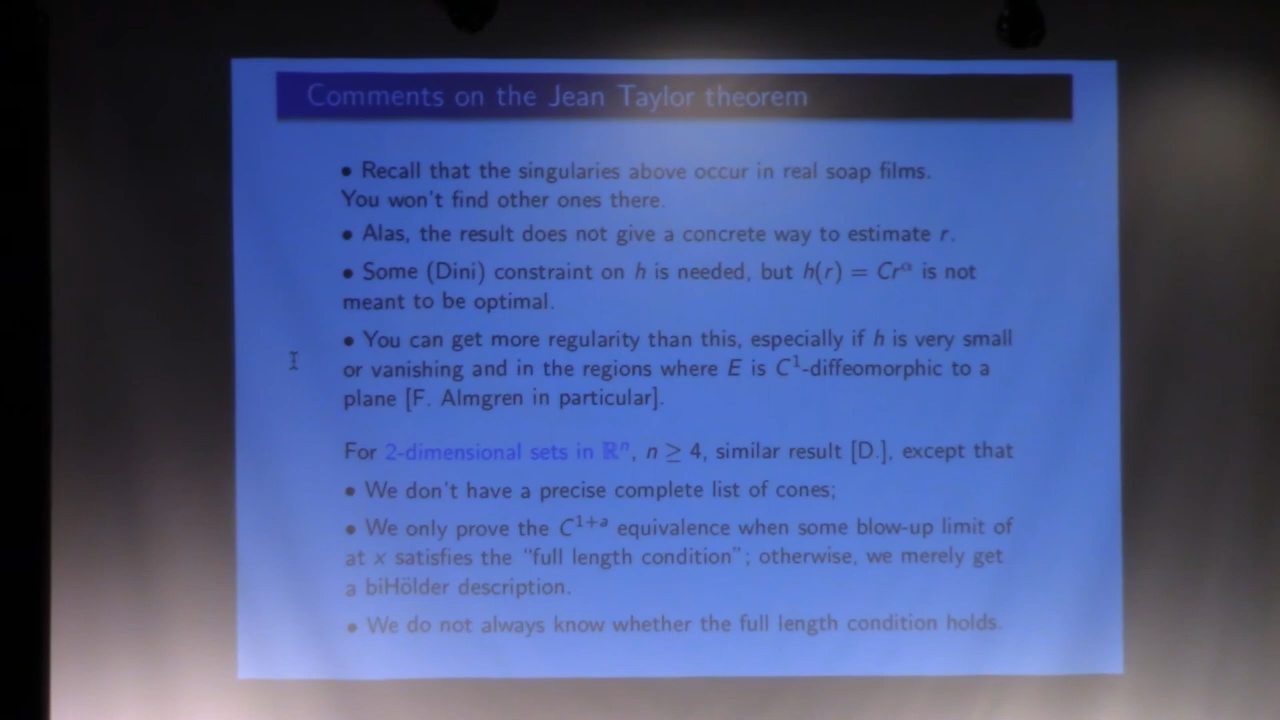 Comments on the Jean Taylor theorem
• Recall that the singularies above occur in real soap films.
You won't find other ones there.
• Alas, the result does not give a concrete way to estimate r.
• Some (Dini) constraint on h is needed, but h(r) = Crᵅ is not
meant to be optimal.
• You can get more regularity than this, especially if h is very small
or vanishing and in the regions where E is C¹-diffeomorphic to a
plane [F. Almgren in particular].
For 2-dimensional sets in ℝⁿ, n ≥ 4, similar result [D.], except that
• We don't have a precise complete list of cones;
• We only prove the C¹⁺ᵃ equivalence when some blow-up limit of
at x satisfies the "full length condition"; otherwise, we merely get
a biHölder description.
• We do not always know whether the full length condition holds.